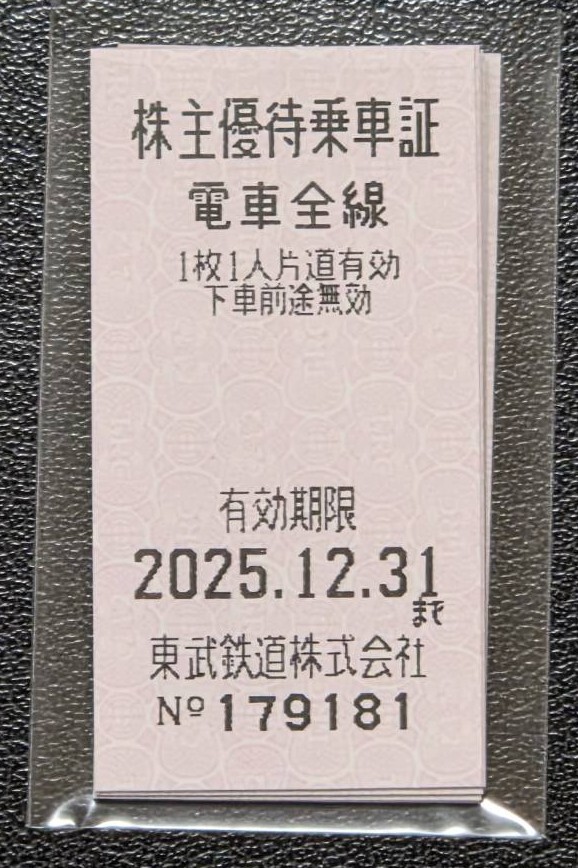 株主優待乗車証
電車全線
1枚1人片道有効
下車前途無効
有効期限
2025.12.31
まで
東武鉄道株式会社
Nº 179181